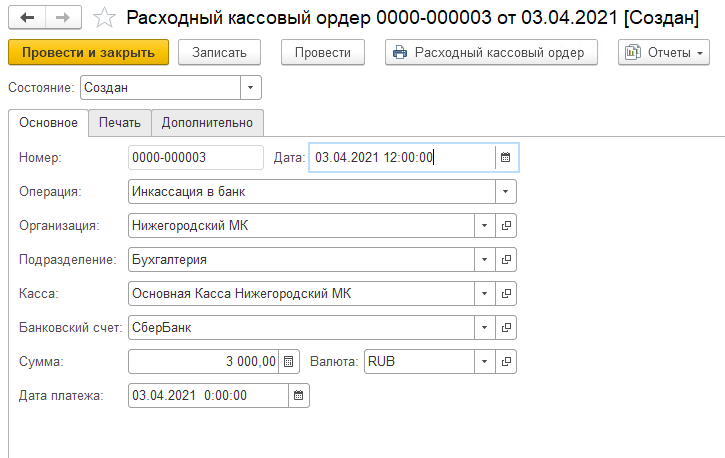 Расходный кассовый ордер 0000-000003 от 03.04.2021 [Создан]
Провести и закрыть Записать Провести Расходный кассовый ордер Отчеты
Состояние: Создан
Основное Печать Дополнительно
Номер: 0000-000003 Дата: 03.04.2021 12:00:00
Операция: Инкассация в банк
Организация: Нижегородский МК
Подразделение: Бухгалтерия
Касса: Основная Касса Нижегородский МК
Банковский счет: СберБанк
Сумма: 3 000,00 Валюта: RUB
Дата платежа: 03.04.2021 0:00:00